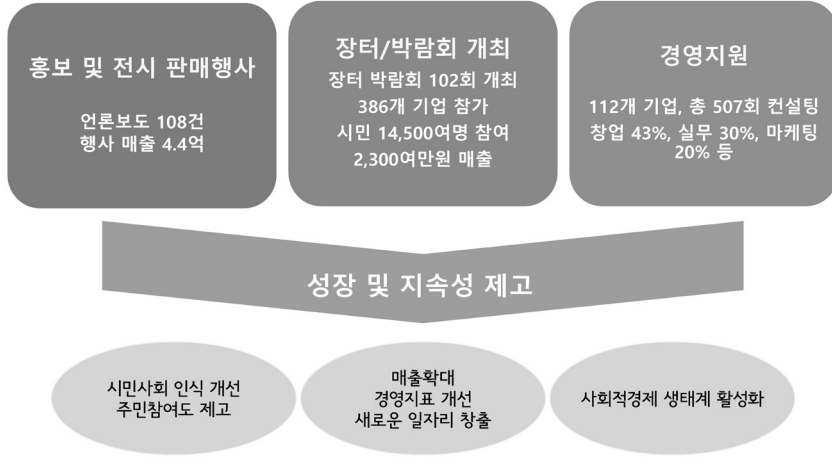 홍보 및 전시 판매행사
언론보도 108건
행사 매출 4.4억
장터/박람회 개최
장터 박람회 102회 개최
386개 기업 참가
시민 14,500여명 참여
2,300여만원 매출
경영지원
112개 기업, 총 507회 컨설팅
창업 43%, 실무 30%, 마케팅
20% 등
성장 및 지속성 제고
시민사회 인식 개선
주민참여도 제고
매출확대
경영지표 개선
새로운 일자리 창출
사회적경제 생태계 활성화